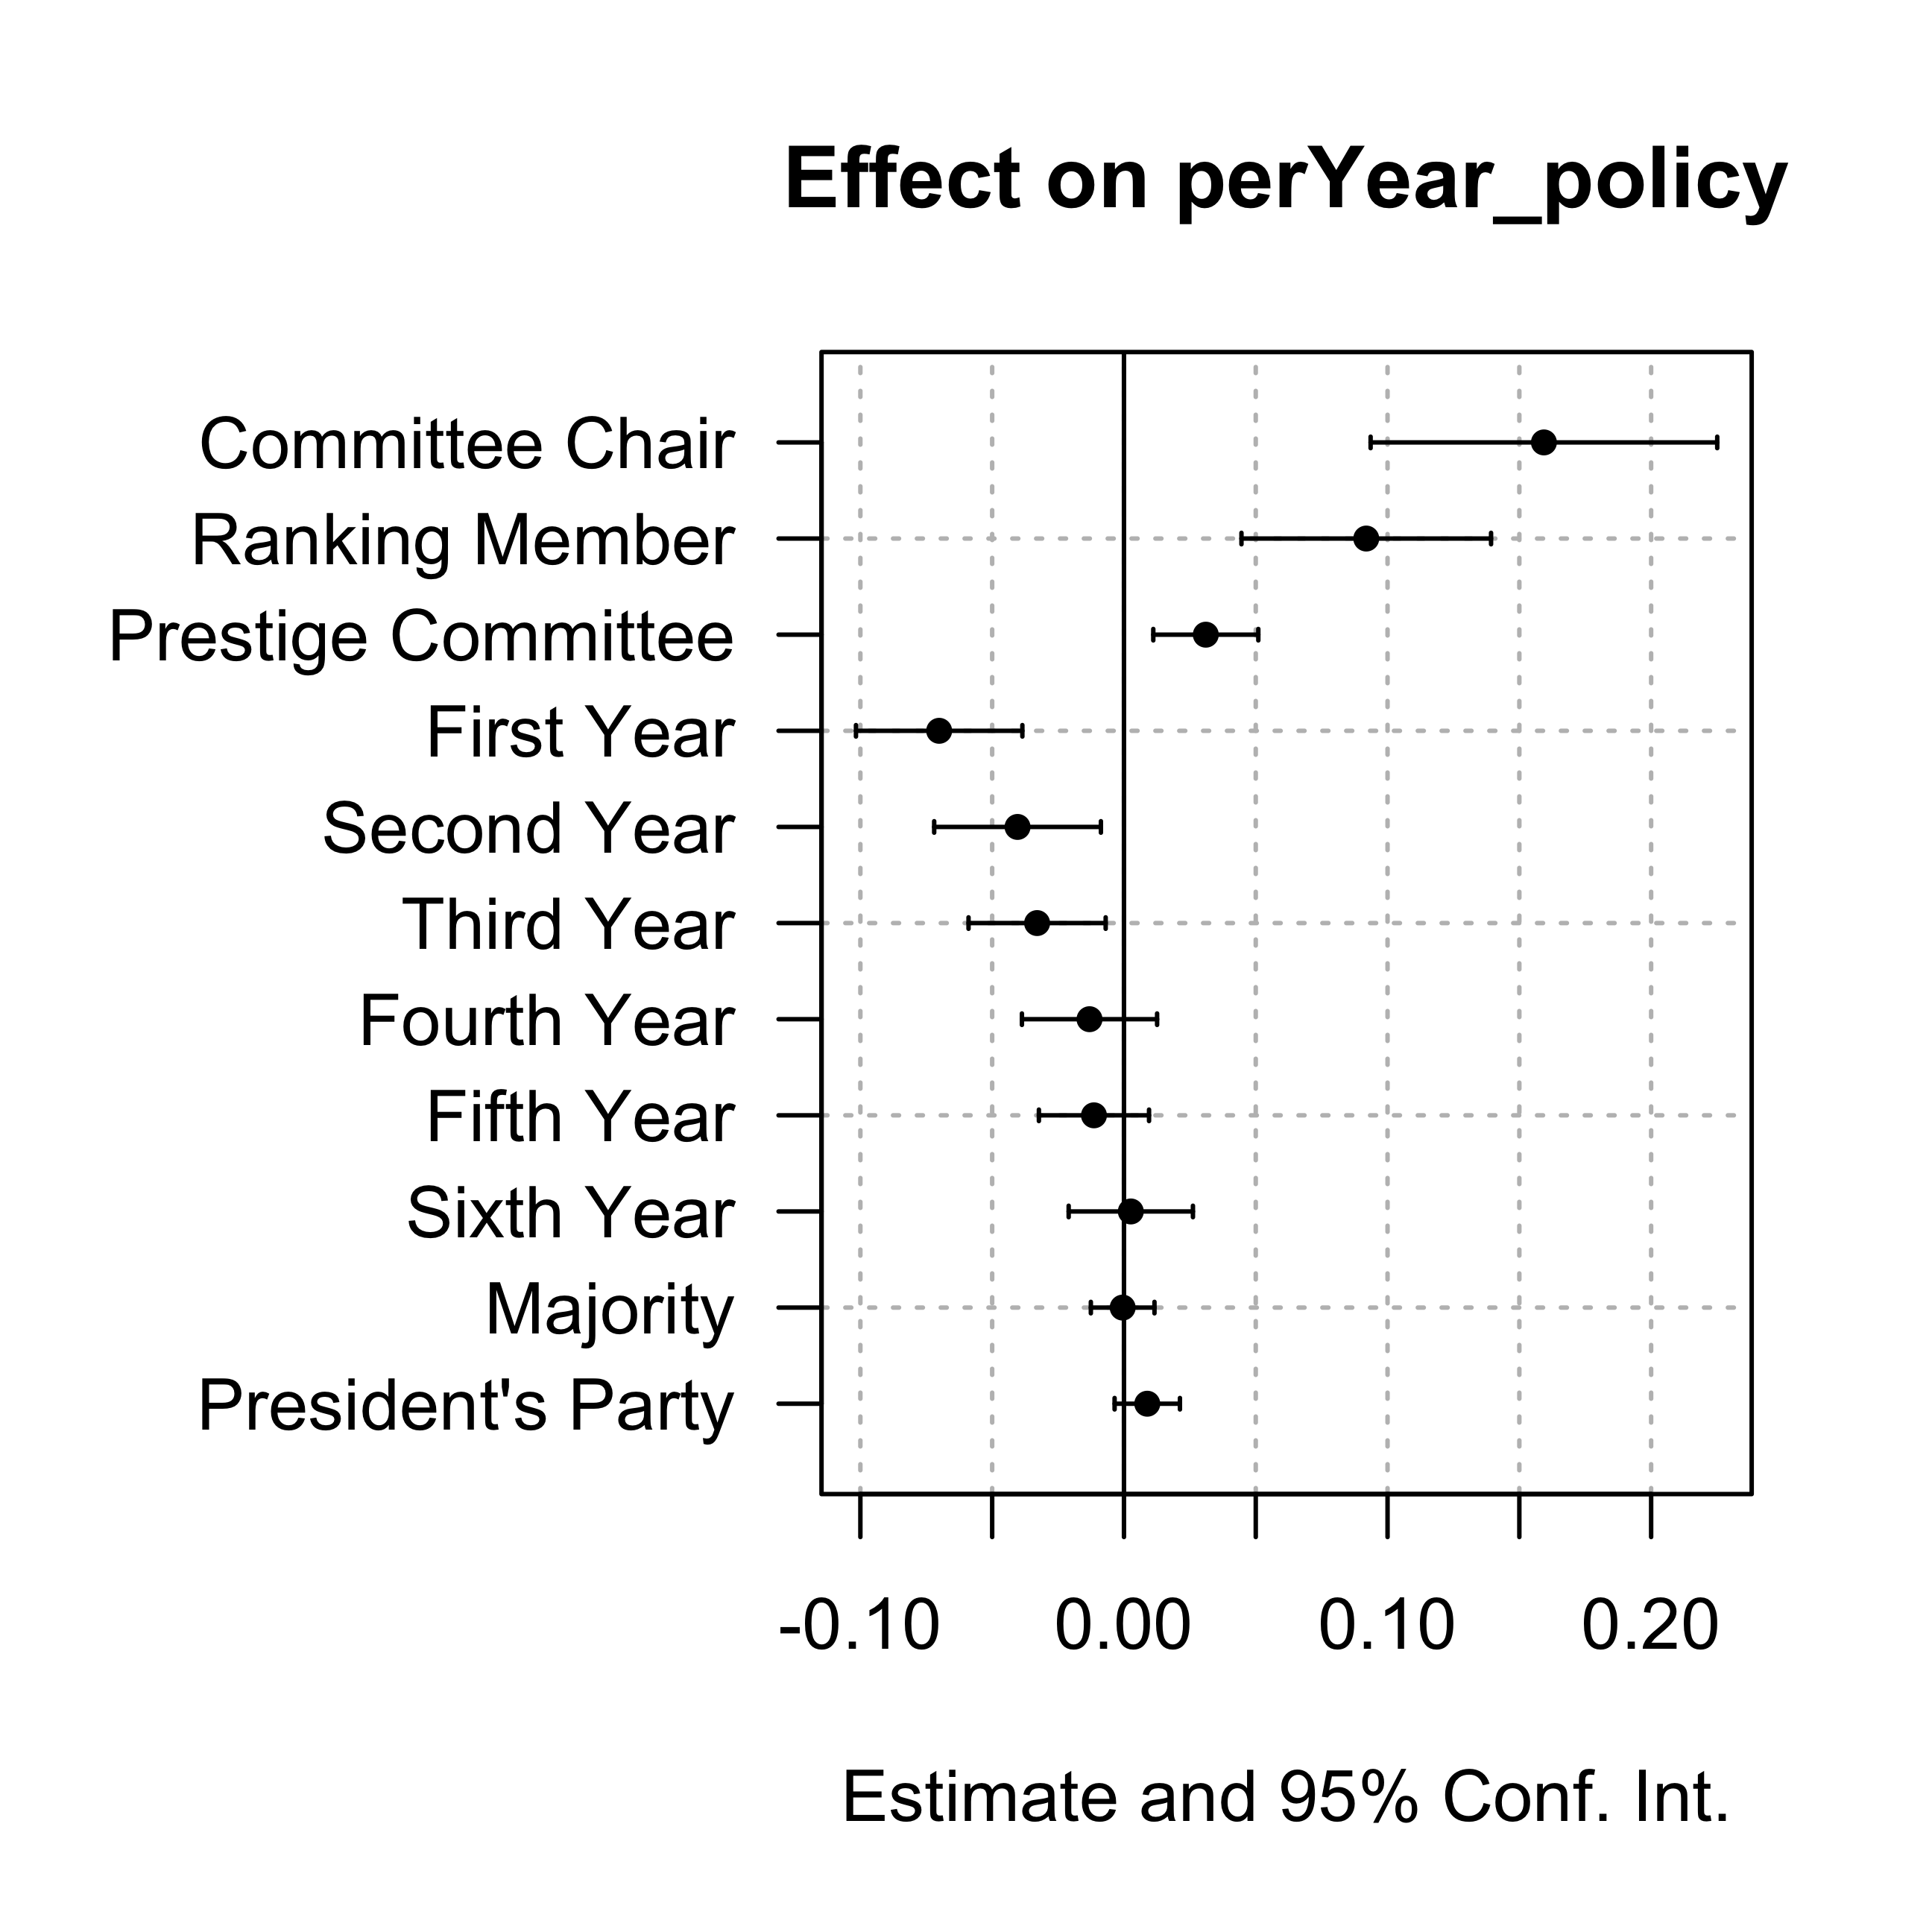 Effect on perYear_policy
Committee Chair
Ranking Member
Prestige Committee
First Year
Second Year
Third Year
Fourth Year
Fifth Year
Sixth Year
Majority
President's Party
-0.10 0.00 0.10 0.20
Estimate and 95% Conf. Int.